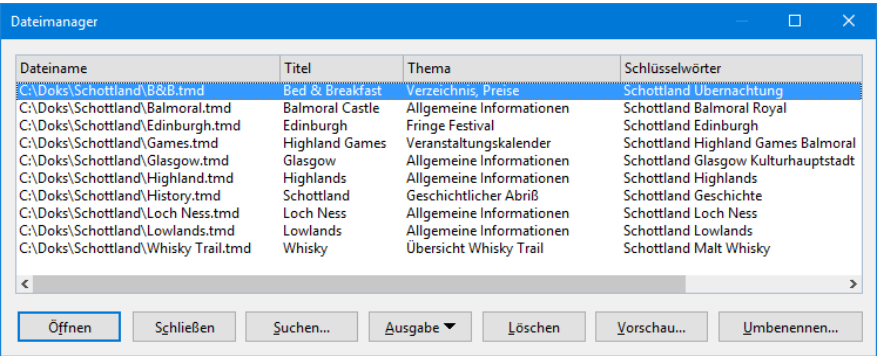 Dateimanager
Dateiname Titel Thema Schlüsselwörter
C:\Doks\Schottland\B&B.tmd Bed & Breakfast Verzeichnis, Preise Schottland Übernachtung
C:\Doks\Schottland\Balmoral.tmd Balmoral Castle Allgemeine Informationen Schottland Balmoral Royal
C:\Doks\Schottland\Edinburgh.tmd Edinburgh Fringe Festival Schottland Edinburgh
C:\Doks\Schottland\Games.tmd Highland Games Veranstaltungskalender Schottland Highland Games Balmoral
C:\Doks\Schottland\Glasgow.tmd Glasgow Allgemeine Informationen Schottland Glasgow Kulturhauptstadt
C:\Doks\Schottland\Highland.tmd Highlands Allgemeine Informationen Schottland Highlands
C:\Doks\Schottland\History.tmd Schottland Geschichtlicher Abriß Schottland Geschichte
C:\Doks\Schottland\Loch Ness.tmd Loch Ness Allgemeine Informationen Schottland Loch Ness
C:\Doks\Schottland\Lowlands.tmd Lowlands Allgemeine Informationen Schottland Lowlands
C:\Doks\Schottland\Whisky Trail.tmd Whisky Übersicht Whisky Trail Schottland Malt Whisky
Öffnen Schließen Suchen... Ausgabe Löschen Vorschau... Umbenennen...